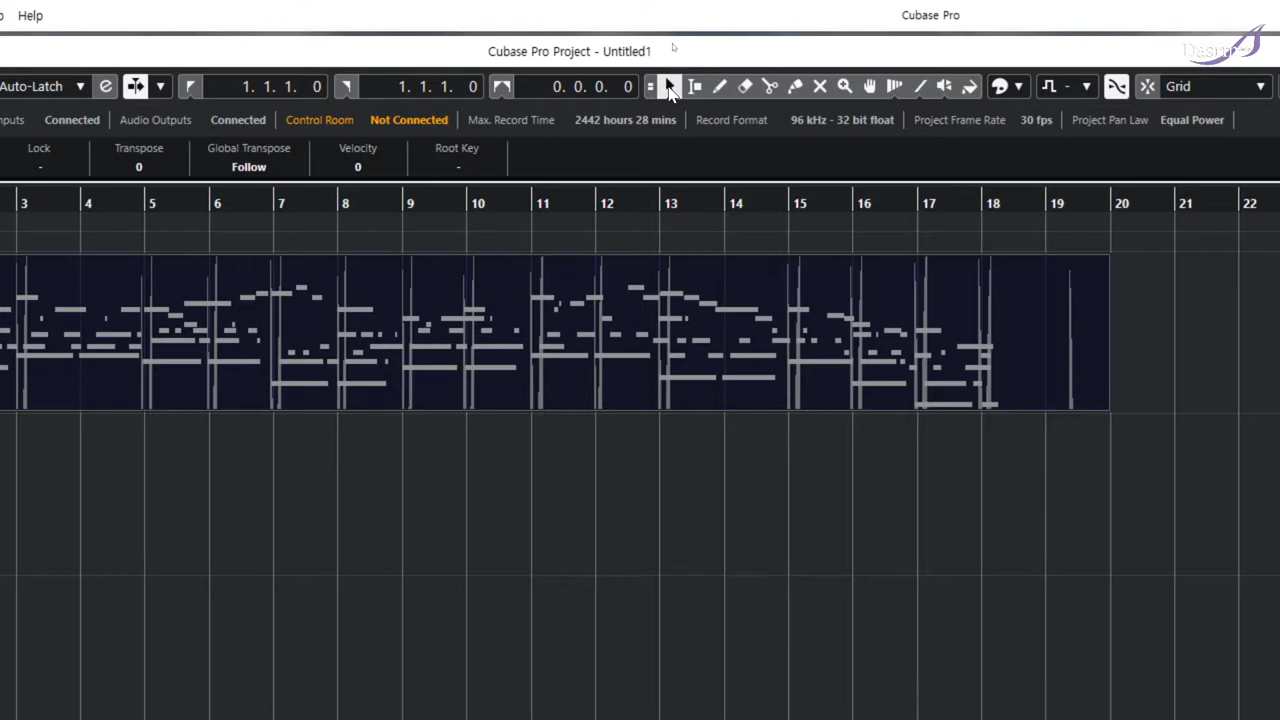 Help
Cubase Pro
Cubase Pro Project - Untitled1
Auto-Latch
1. 1. 1. 0
1. 1. 1. 0
0. 0. 0. 0
Grid
Connected
Audio Outputs
Connected
Control Room
Not Connected
Max. Record Time
2442 hours 28 mins
Record Format
96 kHz - 32 bit float
Project Frame Rate
30 fps
Project Pan Law
Equal Power
Lock
Transpose
Global Transpose
Velocity
Root Key
-
0
Follow
0
-
3 4 5 6 7 8 9 10 11 12 13 14 15 16 17 18 19 20 21 22